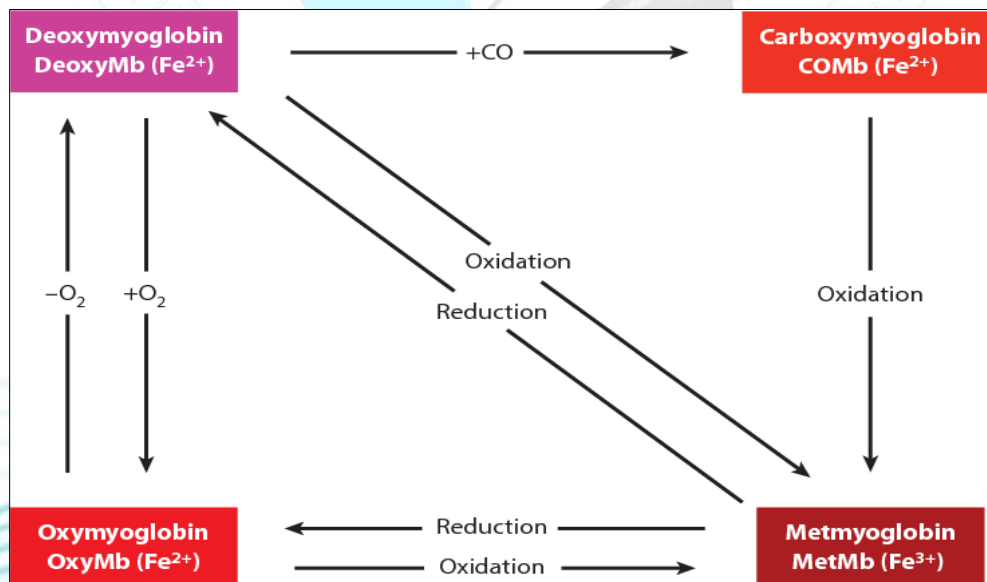 Deoxymyoglobin
DeoxyMb (Fe²⁺)
+CO
Carboxymyoglobin
COMb (Fe²⁺)
Oxidation
Reduction
−O₂
+O₂
Oxidation
Oxymyoglobin
OxyMb (Fe²⁺)
Reduction
Oxidation
Metmyoglobin
MetMb (Fe³⁺)